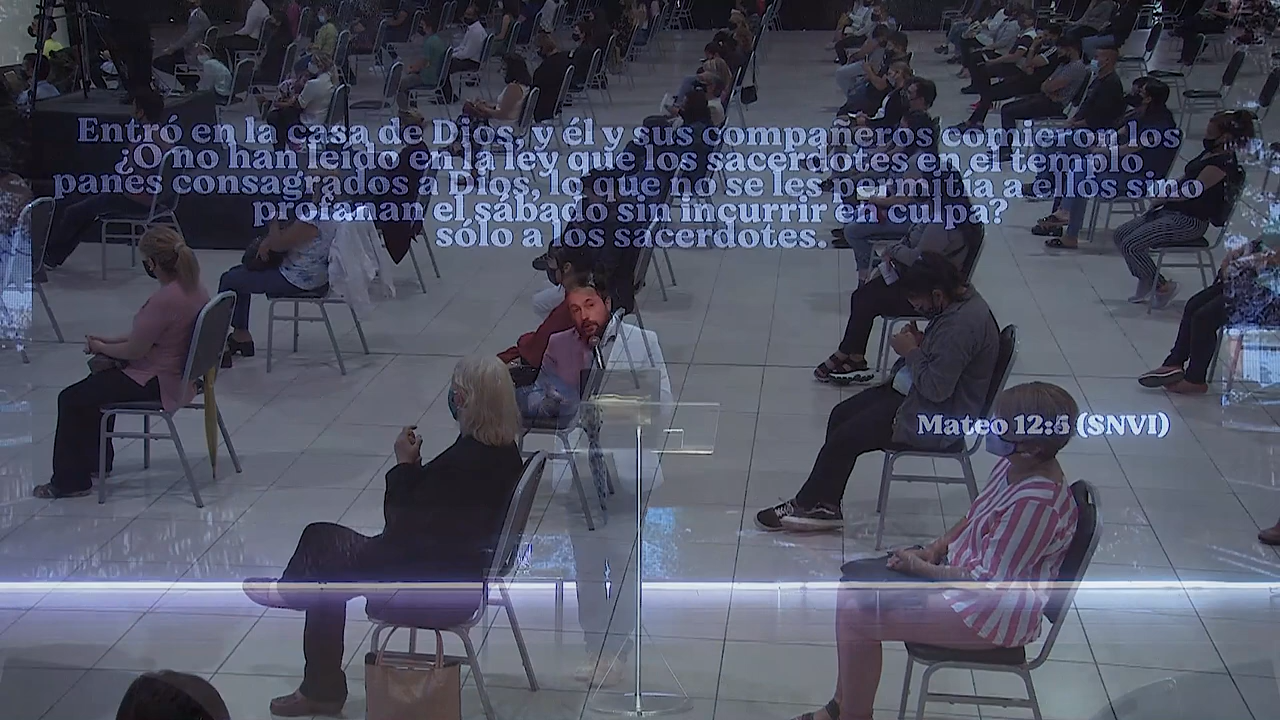 Entró en la casa de Dios, y él y sus compañeros comieron los
¿O no han leído en la ley que los sacerdotes en el templo
panes consagrados a Dios, lo que no se les permitía a ellos sino
profanan el sábado sin incurrir en culpa?
sólo a los sacerdotes.
Mateo 12:5 (SNVI)